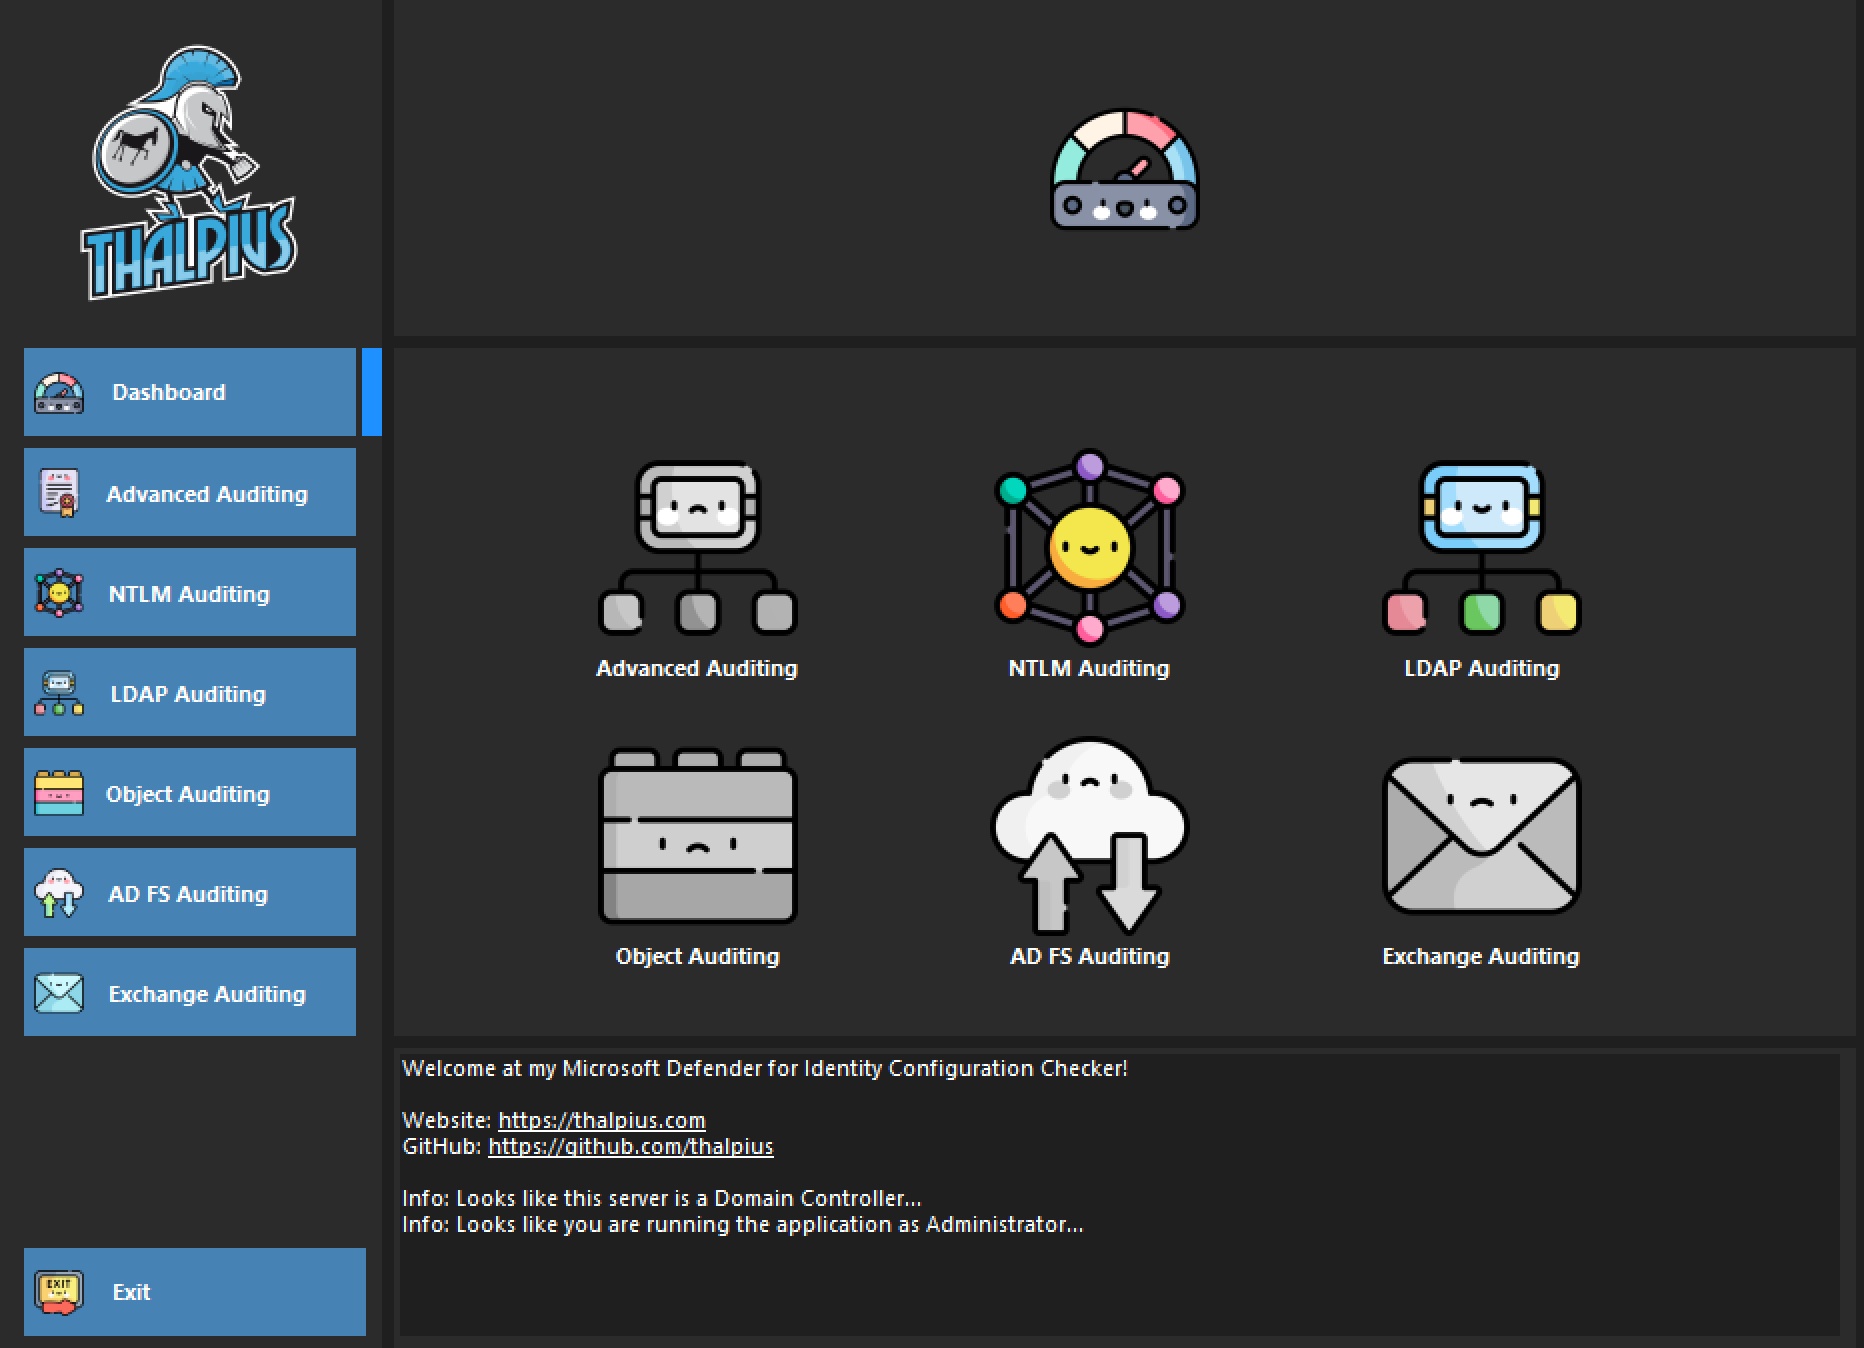 THALPIUS
Dashboard
Advanced Auditing
NTLM Auditing
LDAP Auditing
Object Auditing
AD FS Auditing
Exchange Auditing
EXIT
Exit
Advanced Auditing
NTLM Auditing
LDAP Auditing
Object Auditing
AD FS Auditing
Exchange Auditing
Welcome at my Microsoft Defender for Identity Configuration Checker!
Website: https://thalpius.com
GitHub: https://github.com/thalpius
Info: Looks like this server is a Domain Controller...
Info: Looks like you are running the application as Administrator...